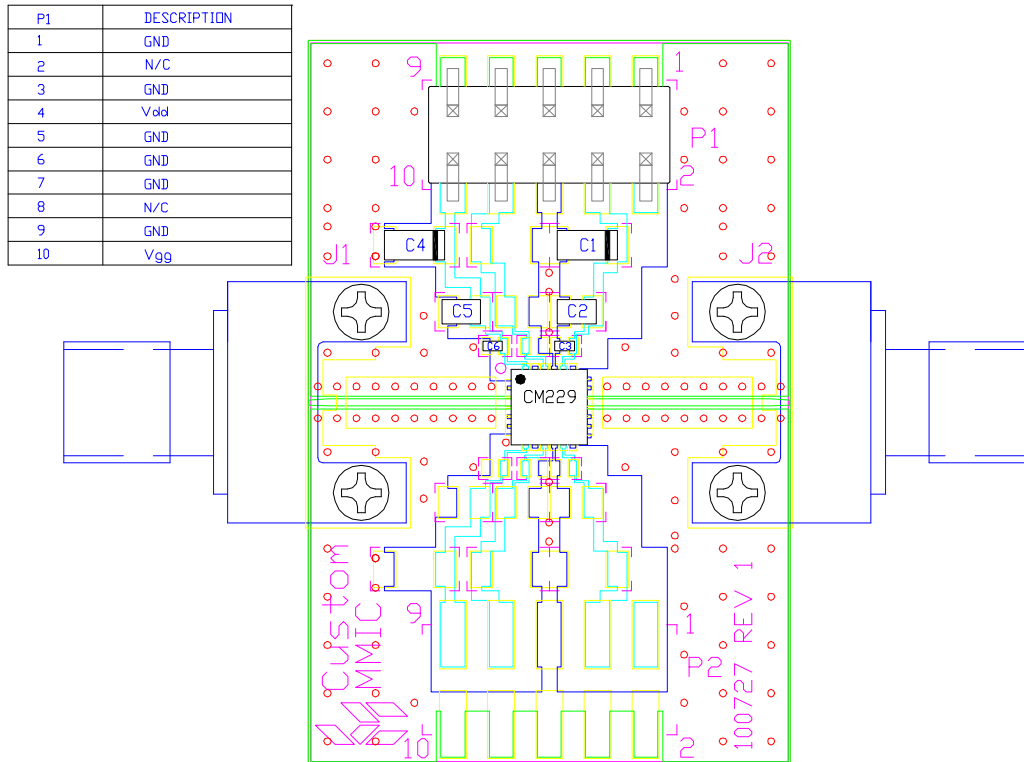 P1 DESCRIPTION
1 GND
2 N/C
3 GND
4 Vdd
5 GND
6 GND
7 GND
8 N/C
9 GND
10 Vgg
9 1
P1
10 2
J1 C4 C1 J2
C5 C2
C6 C3
CM229
9 1
P2
10 2
Custom
MMIC
100727 REV 1